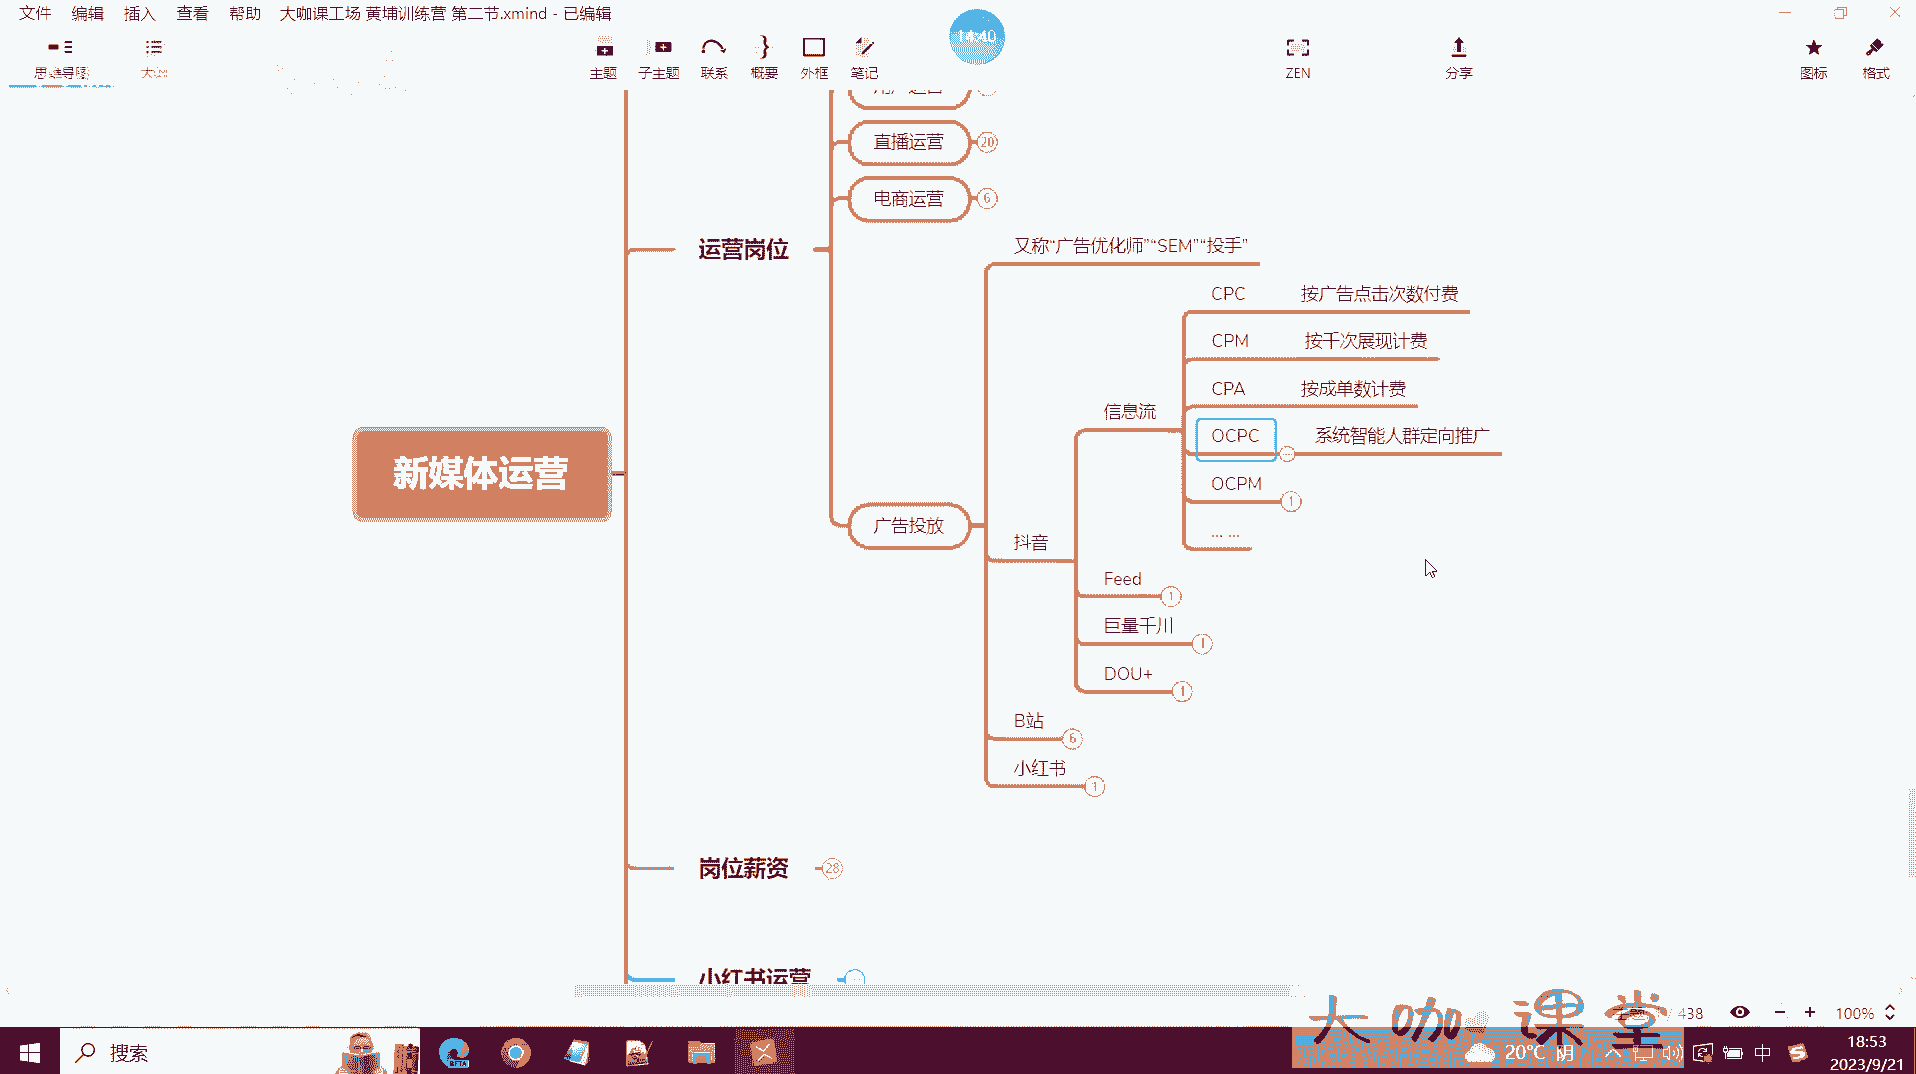 文件 编辑 插入 查看 帮助 大咖课工场 黄埔训练营 第二节.xmind - 已编辑
14:40
思维导图 大纲 主题 子主题 联系 概要 外框 笔记 ZEN 分享 图标 格式
用户运营
直播运营 20
电商运营 6
运营岗位
又称“广告优化师”“SEM”“投手”
CPC 按广告点击次数付费
CPM 按千次展现计费
CPA 按成单数计费
信息流
OCPC 系统智能人群定向推广
新媒体运营
OCPM 1
广告投放
... ...
抖音
Feed 1
巨量千川 1
DOU+ 1
B站 6
小红书 1
岗位薪资 28
小红书运营
大咖课堂
438 100%
搜索
BETA
20°C 阴
中
18:53
2023/9/21